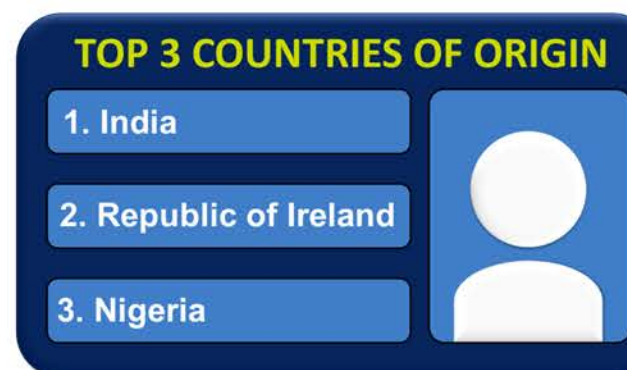 TOP 3 COUNTRIES OF ORIGIN
1. India
2. Republic of Ireland
3. Nigeria